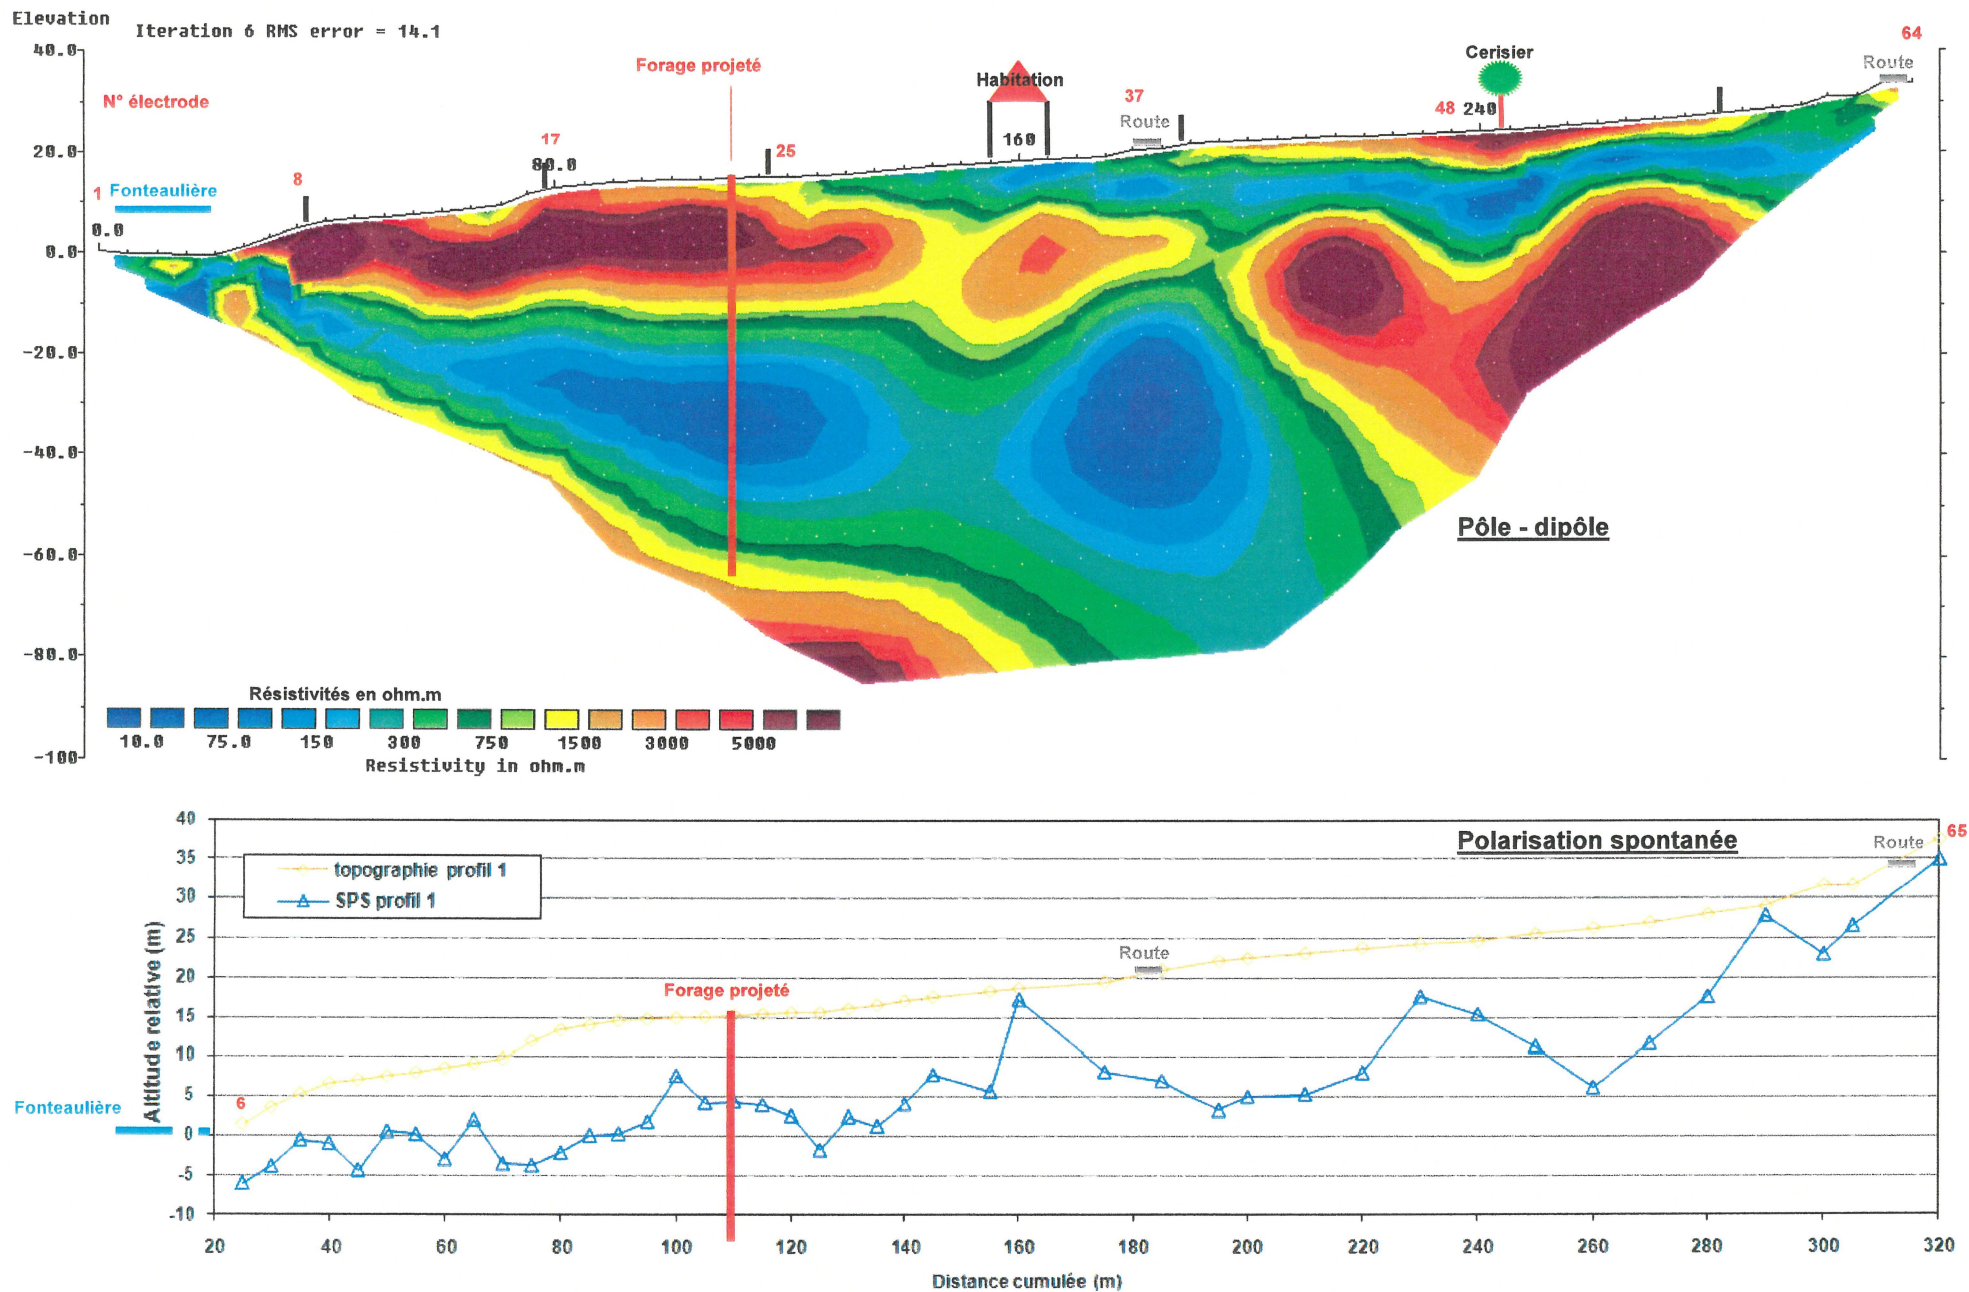 Elevation
Iteration 6 RMS error = 14.1
64
40.0
Cerisier
Route
Forage projeté
Habitation
N° électrode
37
48 240
Route
17
160
20.0
80.0
25
8
1 Fonteaulière
0.0
0.0
-20.0
-40.0
Pôle - dipôle
-60.0
-80.0
Résistivités en ohm.m
10.0 75.0 150 300 750 1500 3000 5000
-100
Resistivity in ohm.m
40
Polarisation spontanée
65
Route
35
topographie profil 1
30
SPS profil 1
25
Altitude relative (m)
Route
20
Forage projeté
15
10
5
6
Fonteaulière
0
-5
-10
20 40 60 80 100 120 140 160 180 200 220 240 260 280 300 320
Distance cumulée (m)